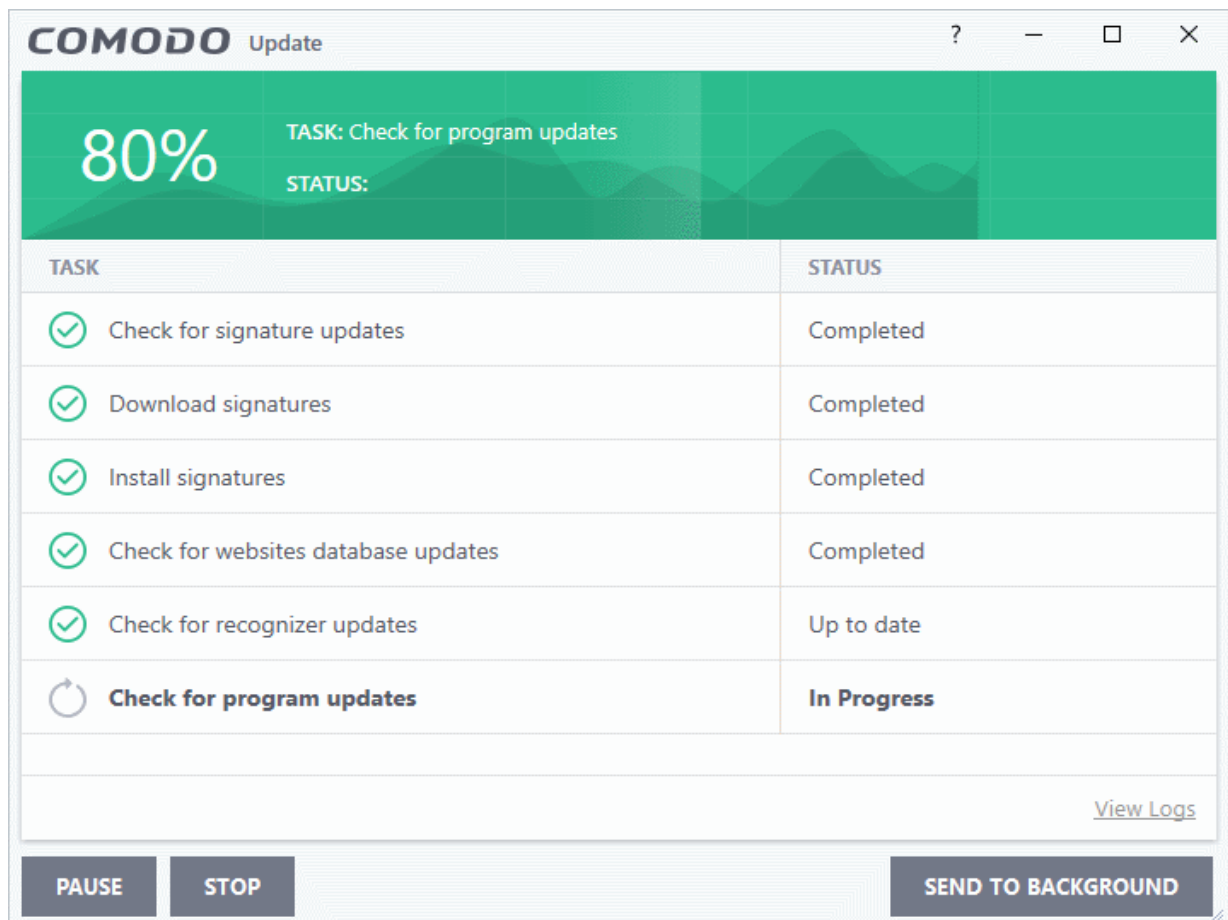 COMODO Update ?
80%
TASK: Check for program updates
STATUS:
TASK STATUS
Check for signature updates Completed
Download signatures Completed
Install signatures Completed
Check for websites database updates Completed
Check for recognizer updates Up to date
Check for program updates In Progress
View Logs
PAUSE STOP SEND TO BACKGROUND